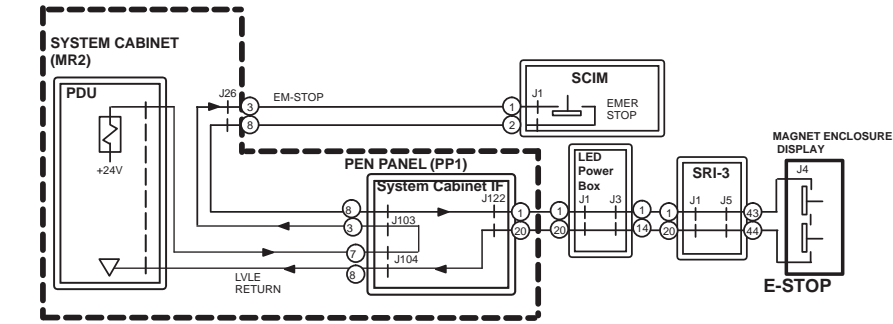 SYSTEM CABINET
(MR2)
PDU
+24V
J26
3
8
EM-STOP
SCIM
1
2
J1
EMER
STOP
PEN PANEL (PP1)
System Cabinet IF
J122
8
3
J103
7
8
J104
1
20
LVLE
RETURN
LED
Power
Box
1
20
J1
J3
1
14
SRI-3
1
20
J1
J5
43
44
MAGNET ENCLOSURE
DISPLAY
J4
E-STOP